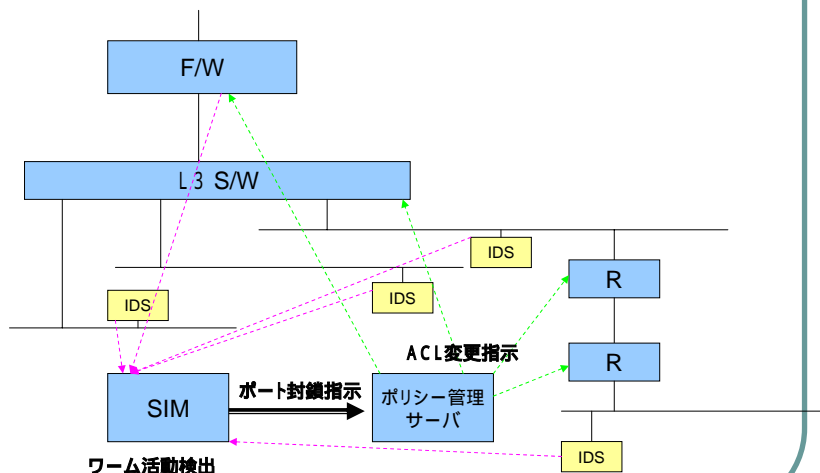 F/W
L3 S/W
IDS
R
IDS
IDS
ACL変更指示
R
ポート封鎖指示
SIM
ポリシー管理
サーバ
IDS
ワーム活動検出